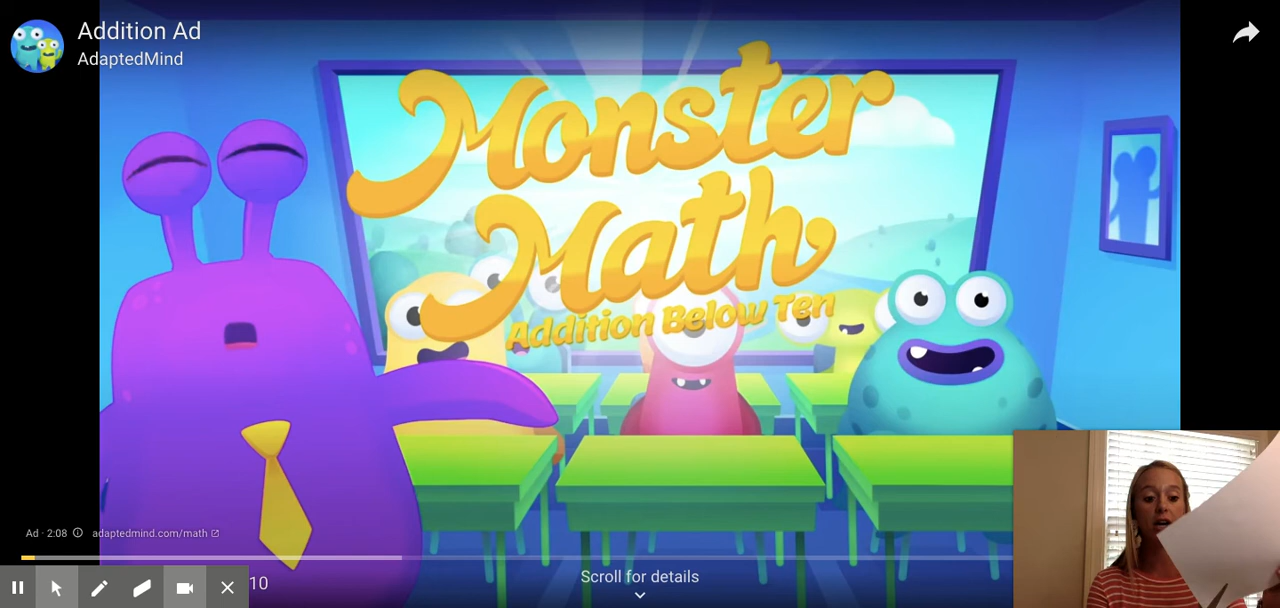 Addition Ad
AdaptedMind
Monster
Math
Addition Below Ten
Ad · 2:08 adaptedmind.com/math
10
Scroll for details